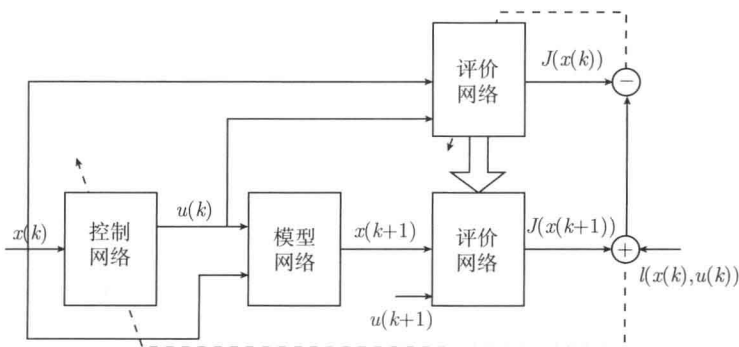 评价
网络
J(x(k))
−
x(k)
控制
网络
u(k)
模型
网络
x(k+1)
评价
网络
J(x(k+1))
+
l(x(k),u(k))
u(k+1)